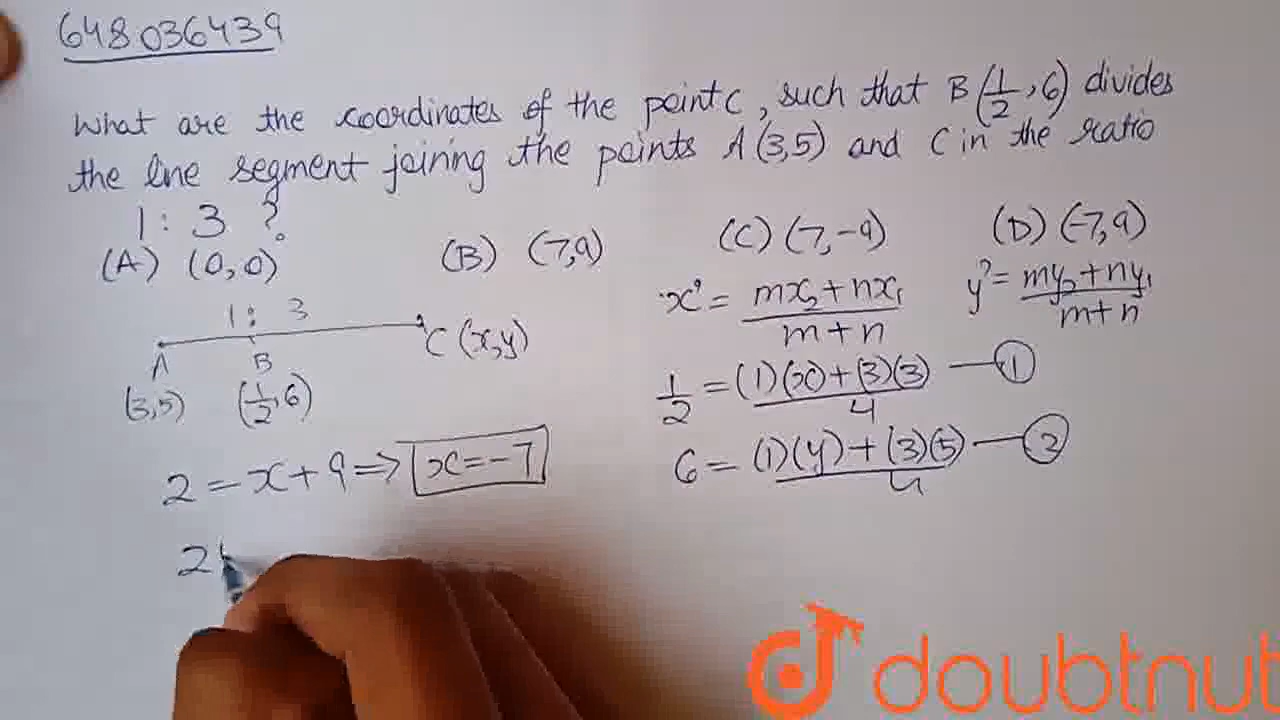 648036439
What are the coordinates of the point C, such that B(1/2, 6) divides
the line segment joining the points A(3,5) and C in the ratio
1 : 3 ?
(A) (0,0) (B) (7,9) (C) (7,-9) (D) (-7,9)
1 : 3
A B C (x,y)
(3,5) (1/2, 6)
x = (mx₂ + nx₁)/(m + n) y = (my₂ + ny₁)/(m + n)
1/2 = ((1)(x) + (3)(3))/4 — ①
6 = ((1)(y) + (3)(5))/4 — ②
2 = x + 9 ⇒ x = -7
2
doubtnut